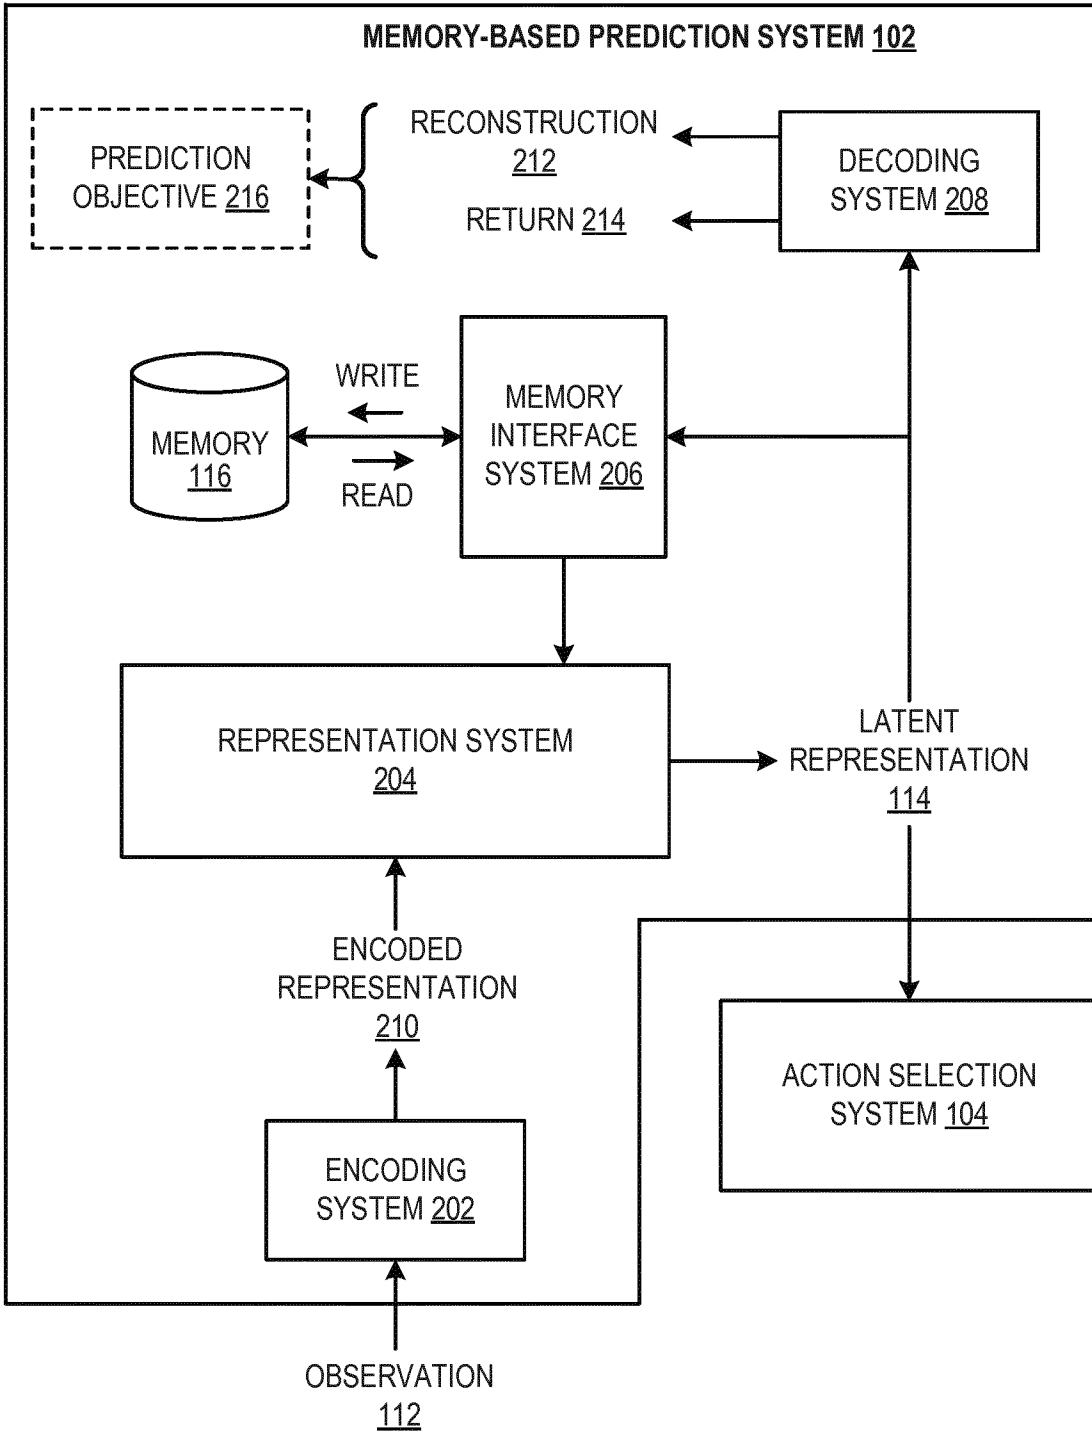 MEMORY-BASED PREDICTION SYSTEM 102
RECONSTRUCTION
212
RETURN 214
PREDICTION
OBJECTIVE 216
DECODING
SYSTEM 208
WRITE
READ
MEMORY
116
MEMORY
INTERFACE
SYSTEM 206
REPRESENTATION SYSTEM
204
LATENT
REPRESENTATION
114
ENCODED
REPRESENTATION
210
ACTION SELECTION
SYSTEM 104
ENCODING
SYSTEM 202
OBSERVATION
112